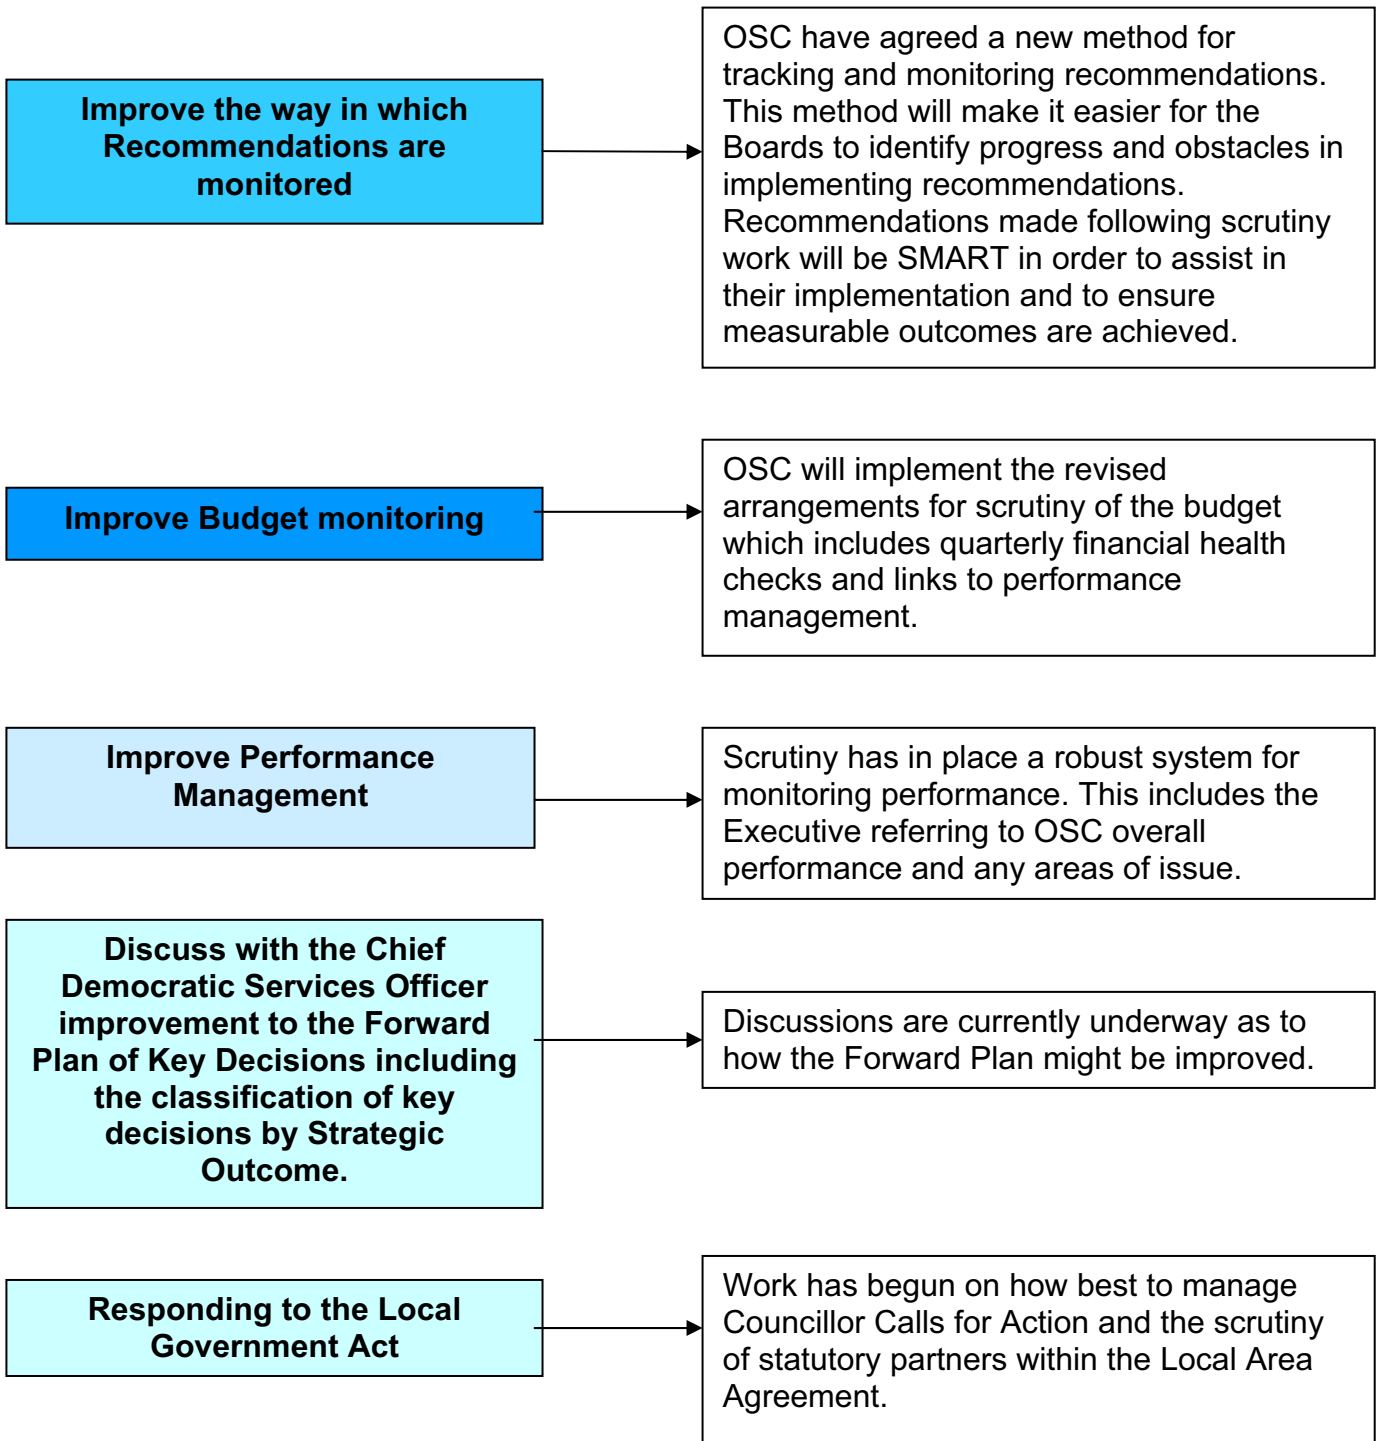 Improve the way in which
Recommendations are
monitored
OSC have agreed a new method for
tracking and monitoring recommendations.
This method will make it easier for the
Boards to identify progress and obstacles in
implementing recommendations.
Recommendations made following scrutiny
work will be SMART in order to assist in
their implementation and to ensure
measurable outcomes are achieved.
Improve Budget monitoring
OSC will implement the revised
arrangements for scrutiny of the budget
which includes quarterly financial health
checks and links to performance
management.
Improve Performance
Management
Scrutiny has in place a robust system for
monitoring performance. This includes the
Executive referring to OSC overall
performance and any areas of issue.
Discuss with the Chief
Democratic Services Officer
improvement to the Forward
Plan of Key Decisions including
the classification of key
decisions by Strategic
Outcome.
Discussions are currently underway as to
how the Forward Plan might be improved.
Responding to the Local
Government Act
Work has begun on how best to manage
Councillor Calls for Action and the scrutiny
of statutory partners within the Local Area
Agreement.